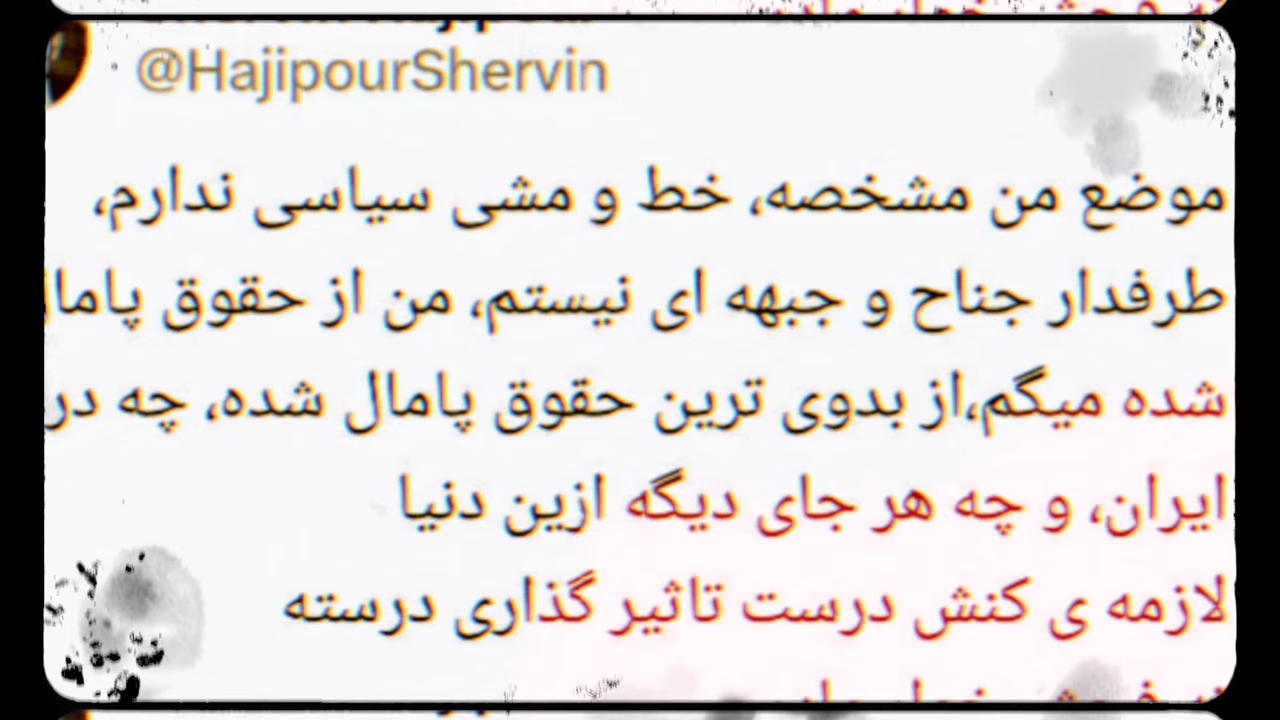 @HajipourShervin
موضع من مشخصه، خط و مشی سیاسی ندارم،
طرفدار جناح و جبهه ای نیستم، من از حقوق
شده میگم،از بدوی ترین حقوق پامال شده، چه در
ایران، و چه هر جای دیگه ازین دنیا
لازمه ی کنش درست تاثیر گذاری درسته